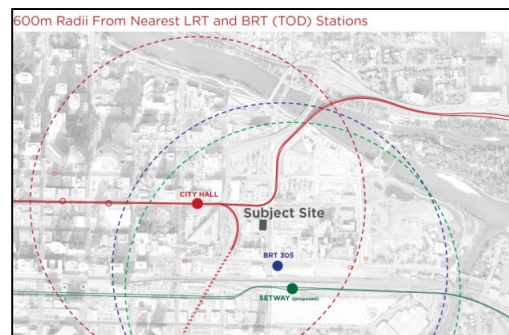 600m Radii From Nearest LRT and BRT (TOD) Stations
CITY HALL
Subject Site
BRT 305
SETWAY (proposed)